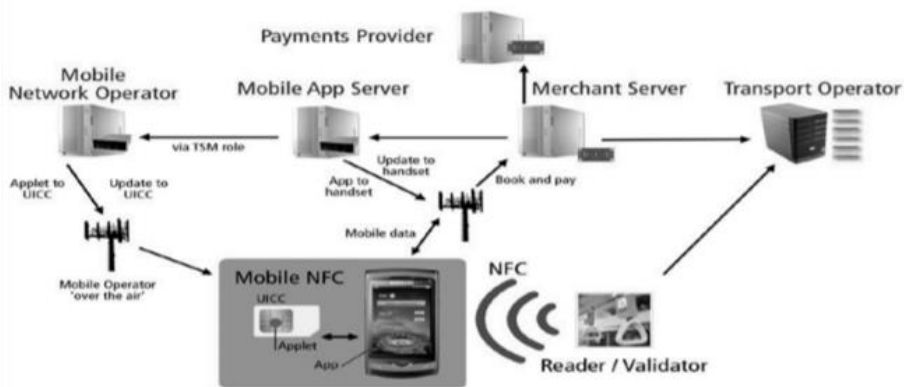 Payments Provider
Mobile
Network Operator
Mobile App Server
Merchant Server
Transport Operator
via TSM role
Applet to
UICC
Update to
UICC
App to
handset
Update to
handset
Book and pay
Mobile data
Mobile Operator
'over the air'
Mobile NFC
NFC
UICC
Applet
App
Reader / Validator